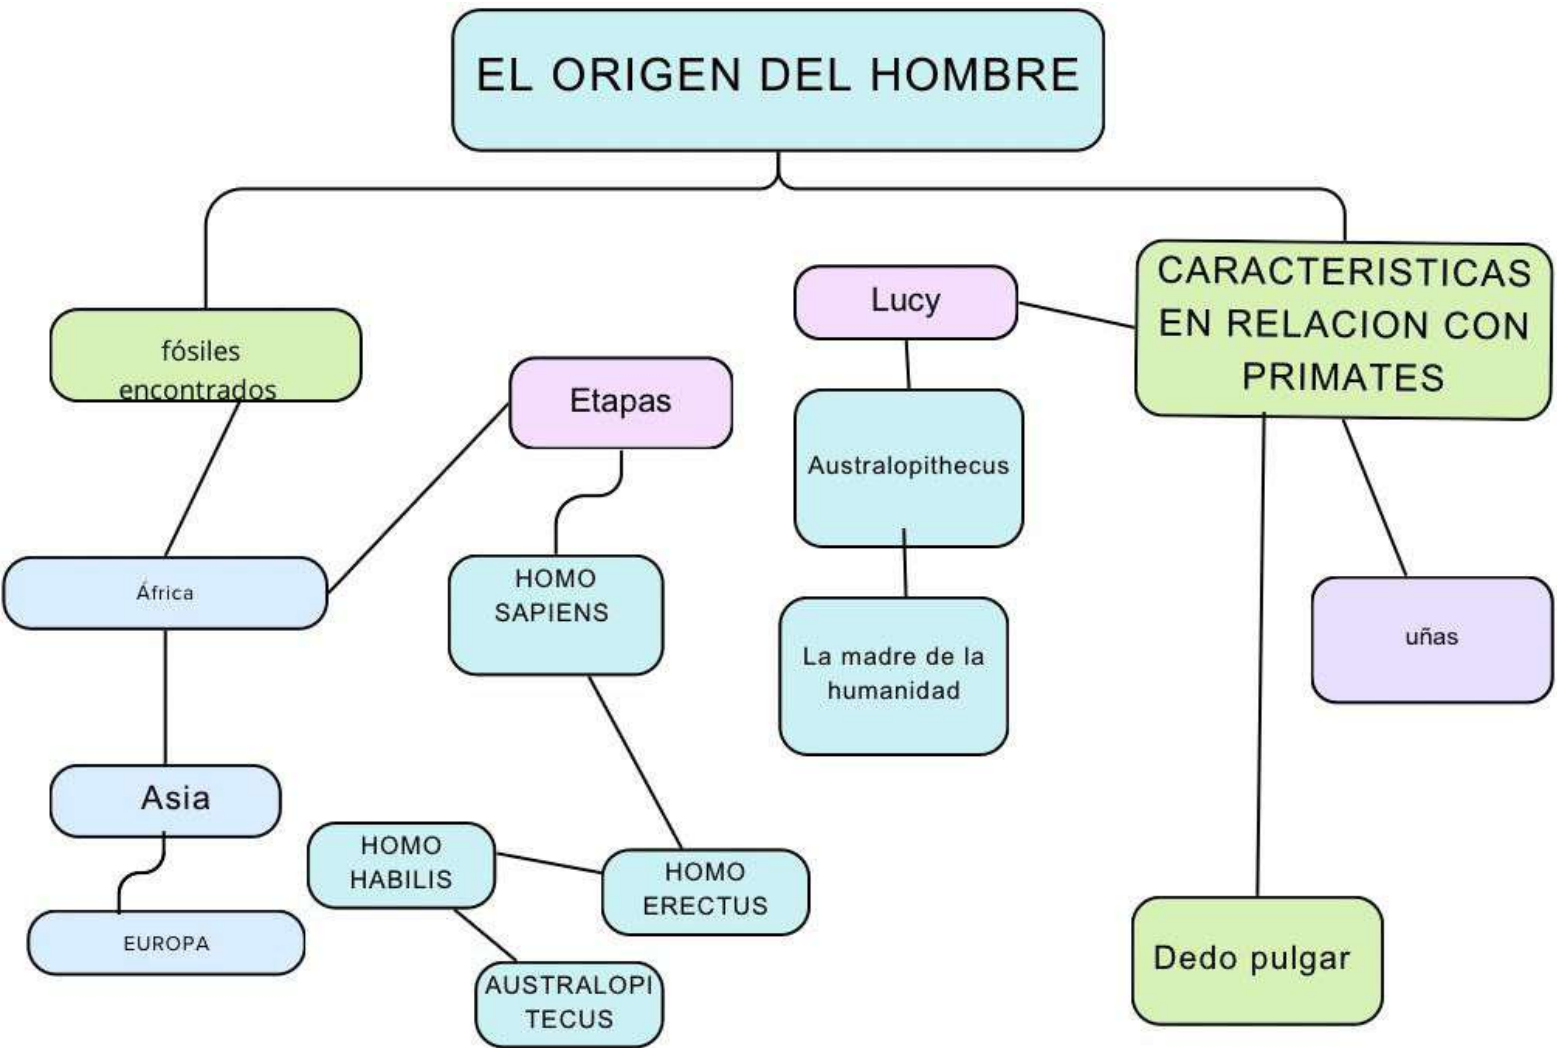 EL ORIGEN DEL HOMBRE
fósiles
encontrados
África
Asia
EUROPA
Etapas
HOMO
SAPIENS
HOMO
ERECTUS
HOMO
HABILIS
AUSTRALOPI
TECUS
Lucy
Australopithecus
La madre de la
humanidad
CARACTERISTICAS
EN RELACION CON
PRIMATES
uñas
Dedo pulgar